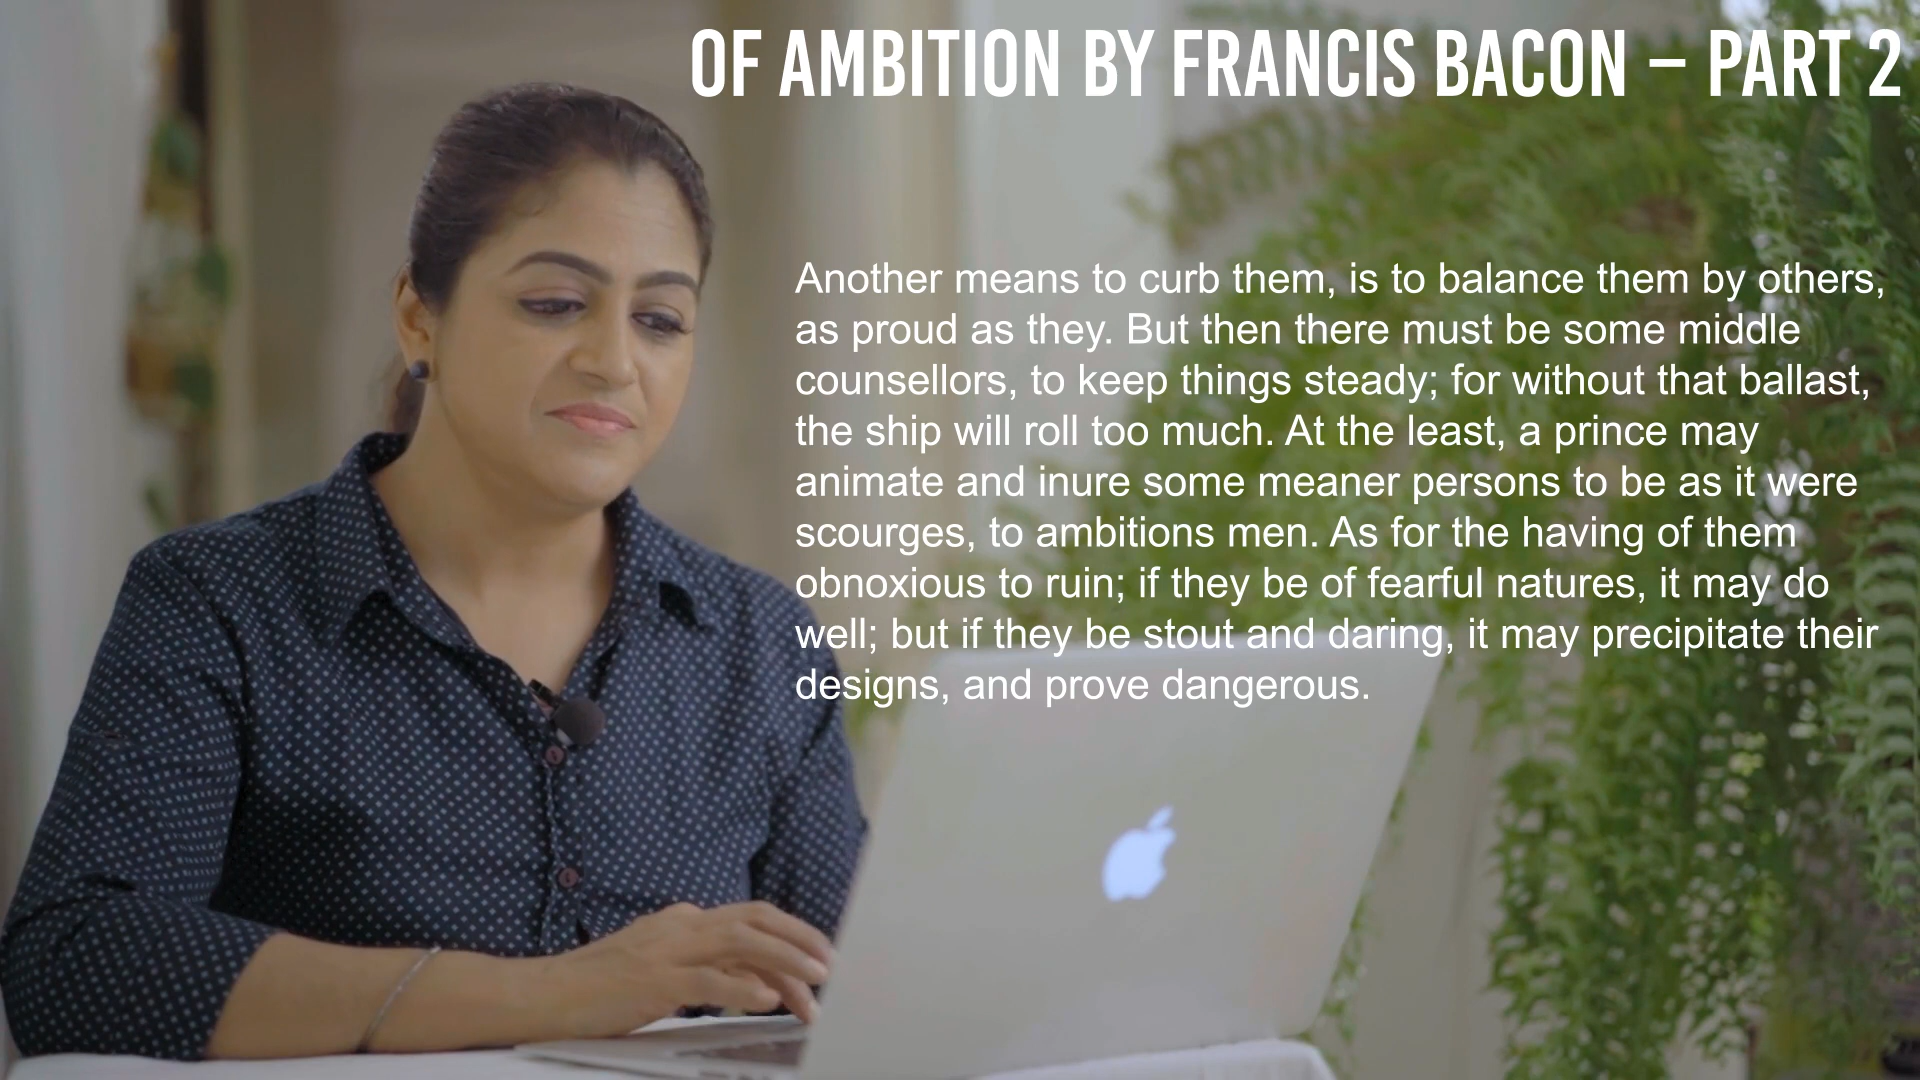 OF AMBITION BY FRANCIS BACON – PART 2
Another means to curb them, is to balance them by others,
as proud as they. But then there must be some middle
counsellors, to keep things steady; for without that ballast,
the ship will roll too much. At the least, a prince may
animate and inure some meaner persons to be as it were
scourges, to ambitions men. As for the having of them
obnoxious to ruin; if they be of fearful natures, it may do
well; but if they be stout and daring, it may precipitate their
designs, and prove dangerous.